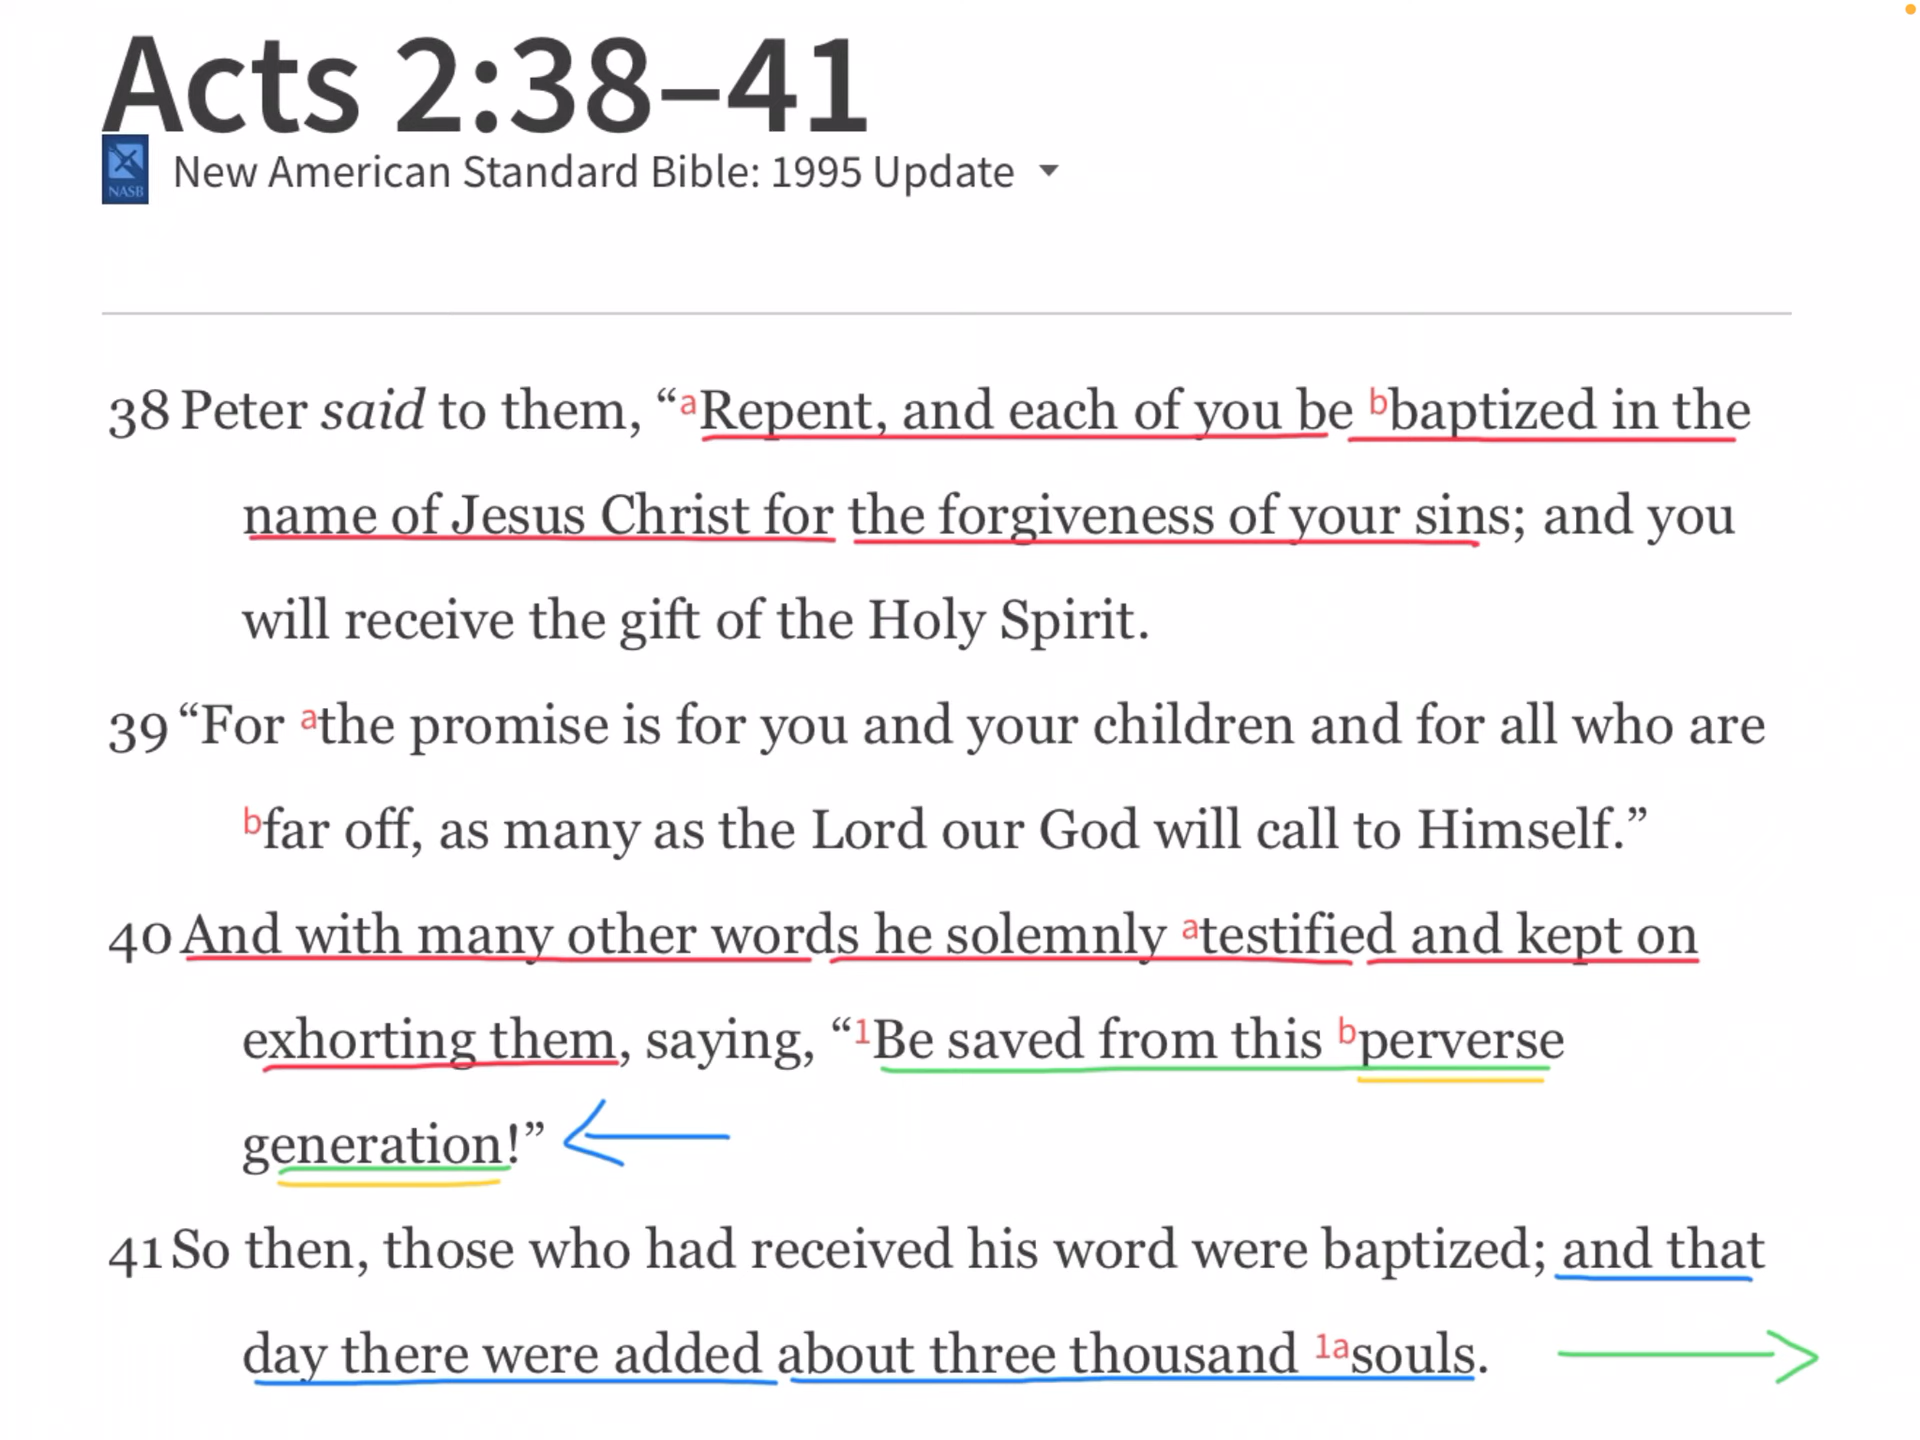 Acts 2:38–41
NASB
New American Standard Bible: 1995 Update
38 Peter said to them, “aRepent, and each of you be bbaptized in the
name of Jesus Christ for the forgiveness of your sins; and you
will receive the gift of the Holy Spirit.
39 “For athe promise is for you and your children and for all who are
bfar off, as many as the Lord our God will call to Himself.”
40 And with many other words he solemnly atestified and kept on
exhorting them, saying, “1Be saved from this bperverse
generation!”
41 So then, those who had received his word were baptized; and that
day there were added about three thousand 1asouls.